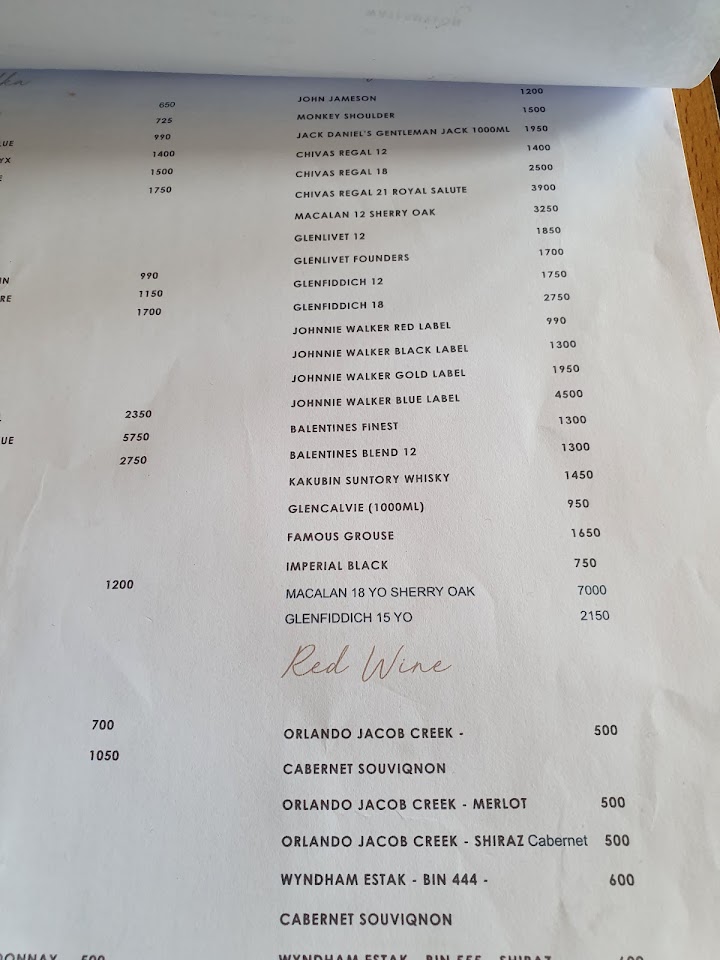 650
725
990
1400
1500
1750
990
1150
1700
2350
5750
2750
1200
700
1050
500
JOHN JAMESON 1200
MONKEY SHOULDER 1500
JACK DANIEL'S GENTLEMAN JACK 1000ML 1950
CHIVAS REGAL 12 1400
CHIVAS REGAL 18 2500
CHIVAS REGAL 21 ROYAL SALUTE 3900
MACALAN 12 SHERRY OAK 3250
GLENLIVET 12 1850
GLENLIVET FOUNDERS 1700
GLENFIDDICH 12 1750
GLENFIDDICH 18 2750
JOHNNIE WALKER RED LABEL 990
JOHNNIE WALKER BLACK LABEL 1300
JOHNNIE WALKER GOLD LABEL 1950
JOHNNIE WALKER BLUE LABEL 4500
BALENTINES FINEST 1300
BALENTINES BLEND 12 1300
KAKUBIN SUNTORY WHISKY 1450
GLENCALVIE (1000ML) 950
FAMOUS GROUSE 1650
IMPERIAL BLACK 750
MACALAN 18 YO SHERRY OAK 7000
GLENFIDDICH 15 YO 2150
Red Wine
ORLANDO JACOB CREEK - 500
CABERNET SOUVIQNON
ORLANDO JACOB CREEK - MERLOT 500
ORLANDO JACOB CREEK - SHIRAZ Cabernet 500
WYNDHAM ESTAK - BIN 444 - 600
CABERNET SOUVIQNON
WYNDHAM ESTAK - BIN 555 - SHIRAZ